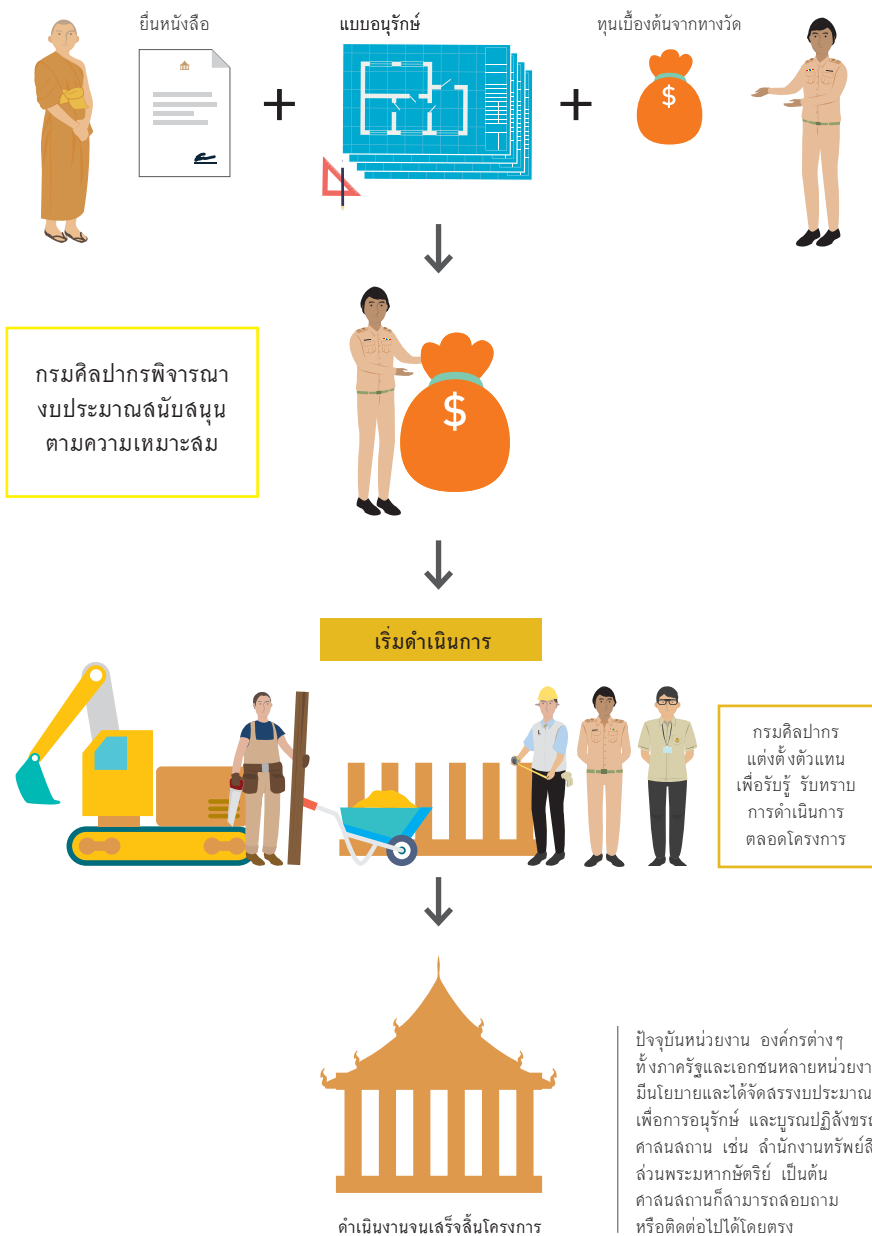 ยื่นหนังสือ
แบบอนุรักษ์
ทุนเบื้องต้นจากทางวัด
$
$
กรมศิลปากรพิจารณา
งบประมาณสนับสนุน
ตามความเหมาะสม
เริ่มดำเนินการ
กรมศิลปากร
แต่งตั้งตัวแทน
เพื่อรับรู้ รับทราบ
การดำเนินการ
ตลอดโครงการ
ปัจจุบันหน่วยงาน องค์กรต่างๆ
ทั้งภาครัฐและเอกชนหลาย
มีนโยบายและได้จัดสรรงบประมาณ
เพื่อการอนุรักษ์ และ
ศาสนสถาน เช่น
ส่วนพระมหากษัตริย์ เป็นต้น
ศาสนสถานก็สามารถสอบถาม
หรือติดต่อไปได้โดยตรง
ดำเนินงานจนเสร็จสิ้นโครงการ